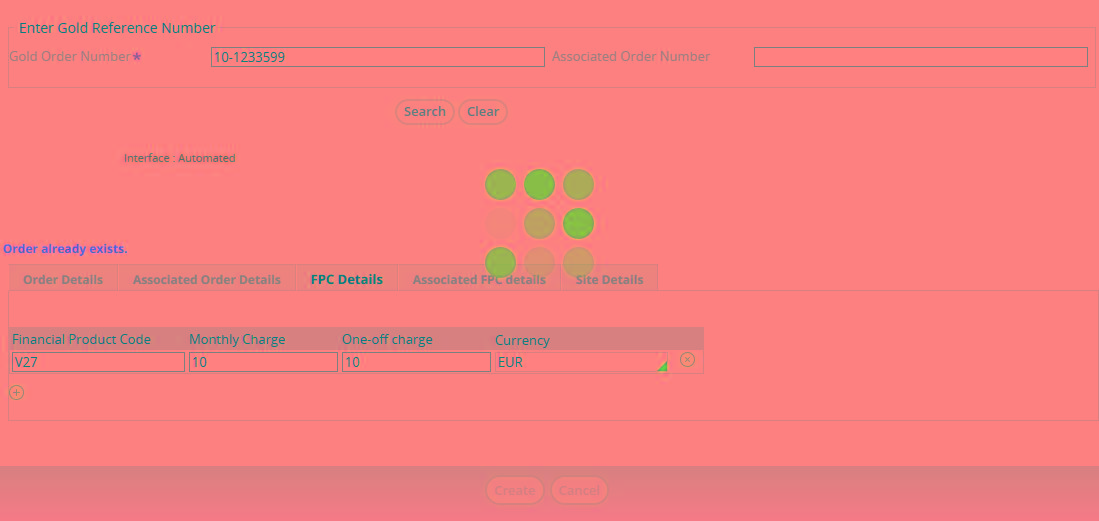 Enter Gold Reference Number
Gold Order Number* 10-1233599 Associated Order Number
Search Clear
Interface : Automated
Order already exists.
Order Details Associated Order Details FPC Details Associated FPC details Site Details
Financial Product Code Monthly Charge One-off charge Currency
V27 10 10 EUR
Create Cancel